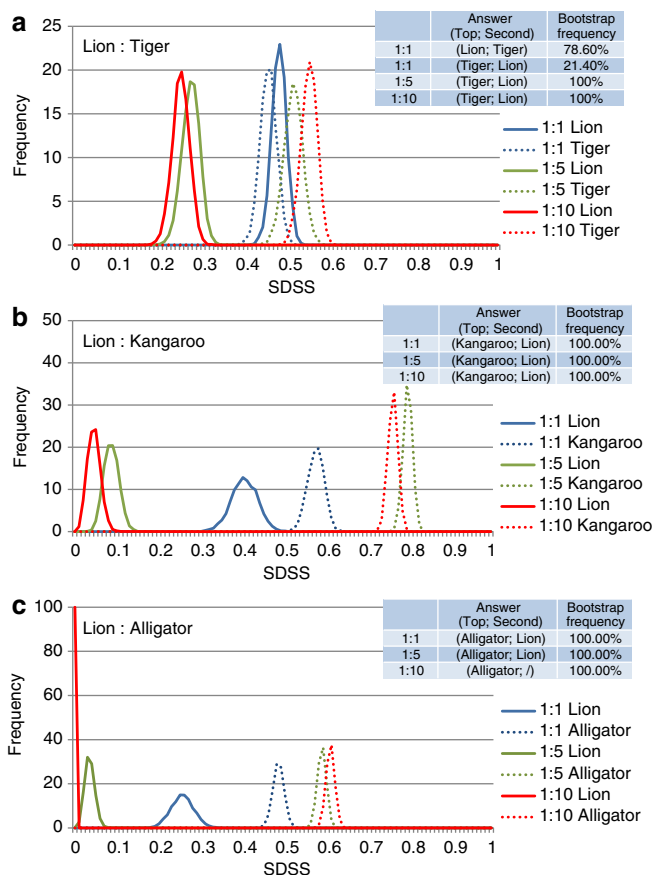 a
Lion : Tiger
Answer
(Top; Second)
Bootstrap
frequency
1:1 (Lion; Tiger) 78.60%
1:1 (Tiger; Lion) 21.40%
1:5 (Tiger; Lion) 100%
1:10 (Tiger; Lion) 100%
25
20
15
10
5
0
Frequency
1:1 Lion
1:1 Tiger
1:5 Lion
1:5 Tiger
1:10 Lion
1:10 Tiger
0 0.1 0.2 0.3 0.4 0.5 0.6 0.7 0.8 0.9 1
SDSS
b
Lion : Kangaroo
Answer
(Top; Second)
Bootstrap
frequency
1:1 (Kangaroo; Lion) 100.00%
1:5 (Kangaroo; Lion) 100.00%
1:10 (Kangaroo; Lion) 100.00%
50
40
30
20
10
0
Frequency
1:1 Lion
1:1 Kangaroo
1:5 Lion
1:5 Kangaroo
1:10 Lion
1:10 Kangaroo
0 0.1 0.2 0.3 0.4 0.5 0.6 0.7 0.8 0.9 1
SDSS
c
Lion : Alligator
Answer
(Top; Second)
Bootstrap
frequency
1:1 (Alligator; Lion) 100.00%
1:5 (Alligator; Lion) 100.00%
1:10 (Alligator; /) 100.00%
100
80
60
40
20
0
Frequency
1:1 Lion
1:1 Alligator
1:5 Lion
1:5 Alligator
1:10 Lion
1:10 Alligator
0 0.1 0.2 0.3 0.4 0.5 0.6 0.7 0.8 0.9 1
SDSS